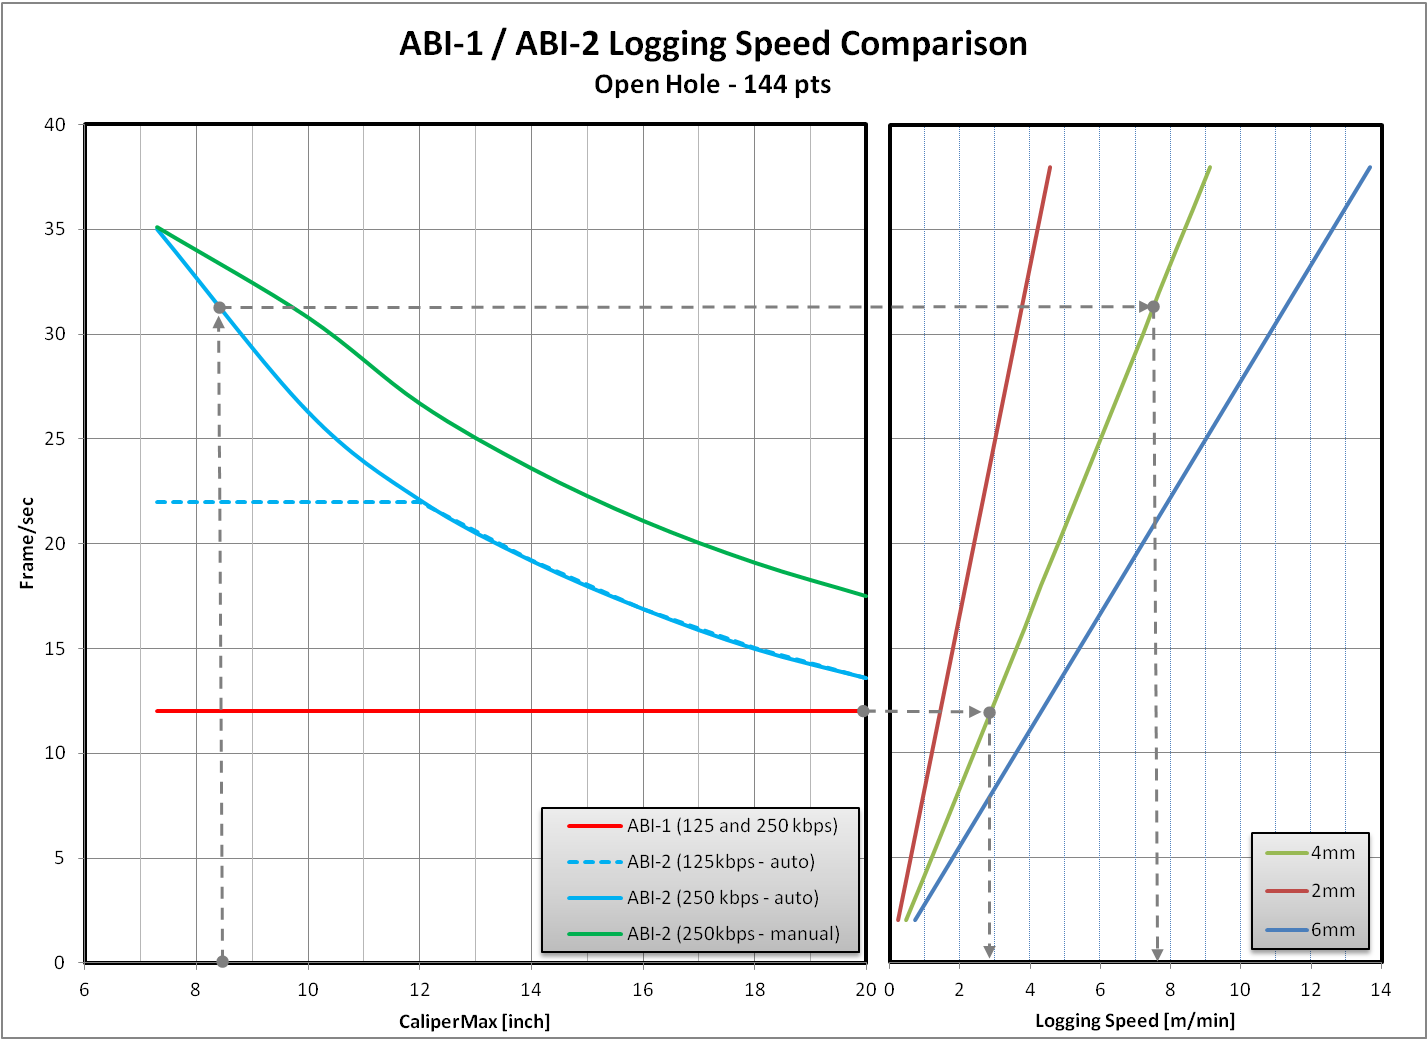 ABI-1 / ABI-2 Logging Speed Comparison
Open Hole - 144 pts
40
35
30
25
20
15
10
5
0
Frame/sec
6 8 10 12 14 16 18 20
CaliperMax [inch]
ABI-1 (125 and 250 kbps)
ABI-2 (125kbps - auto)
ABI-2 (250 kbps - auto)
ABI-2 (250kbps - manual)
0 2 4 6 8 10 12 14
Logging Speed [m/min]
4mm
2mm
6mm